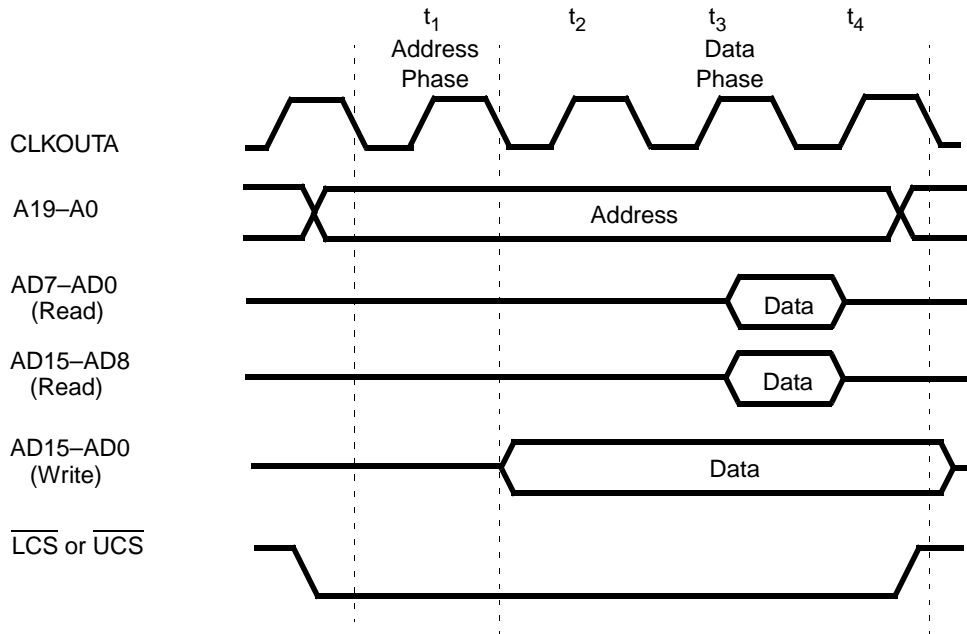 t1
t2
t3
t4
Address
Phase
Data
Phase
CLKOUTA
A19–A0
Address
AD7–AD0
(Read)
Data
AD15–AD8
(Read)
Data
AD15–AD0
(Write)
Data
LCS or UCS